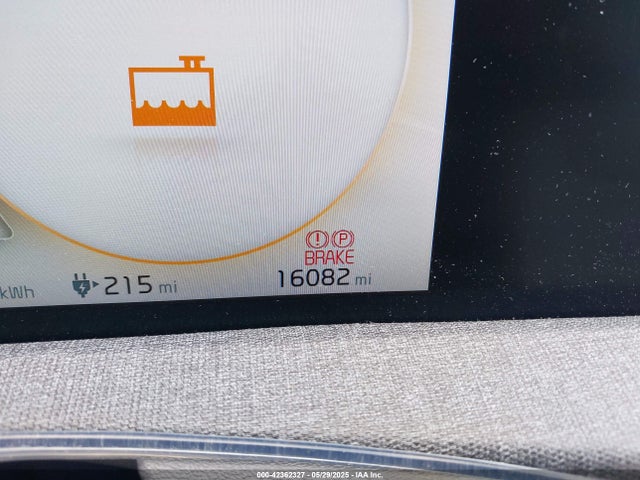 P
BRAKE
kWh
215 mi
16082 mi
000-42362327 - 05/29/2025 - IAA Inc.